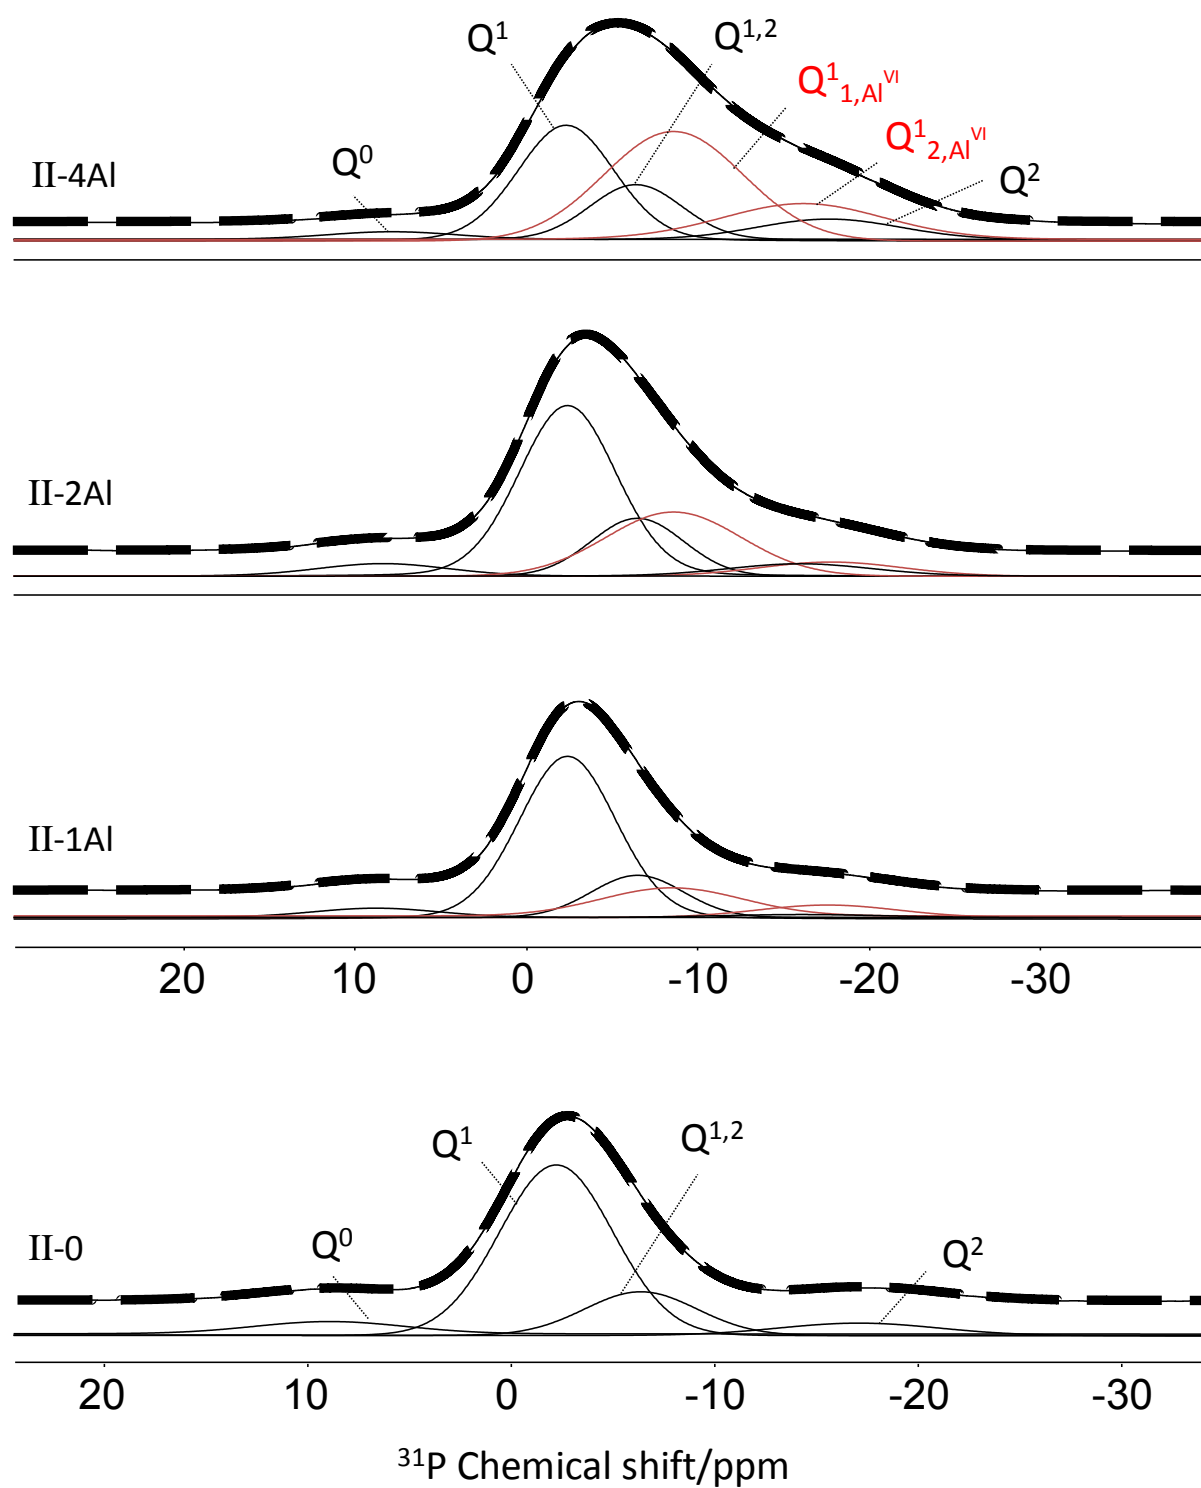 Q¹ Q¹,²
Q¹₁,Alⱽᴵ
Q¹₂,Alⱽᴵ
II-4Al Q⁰ Q²
II-2Al
II-1Al
20 10 0 -10 -20 -30
Q¹ Q¹,²
II-0 Q⁰ Q²
20 10 0 -10 -20 -30
³¹P Chemical shift/ppm